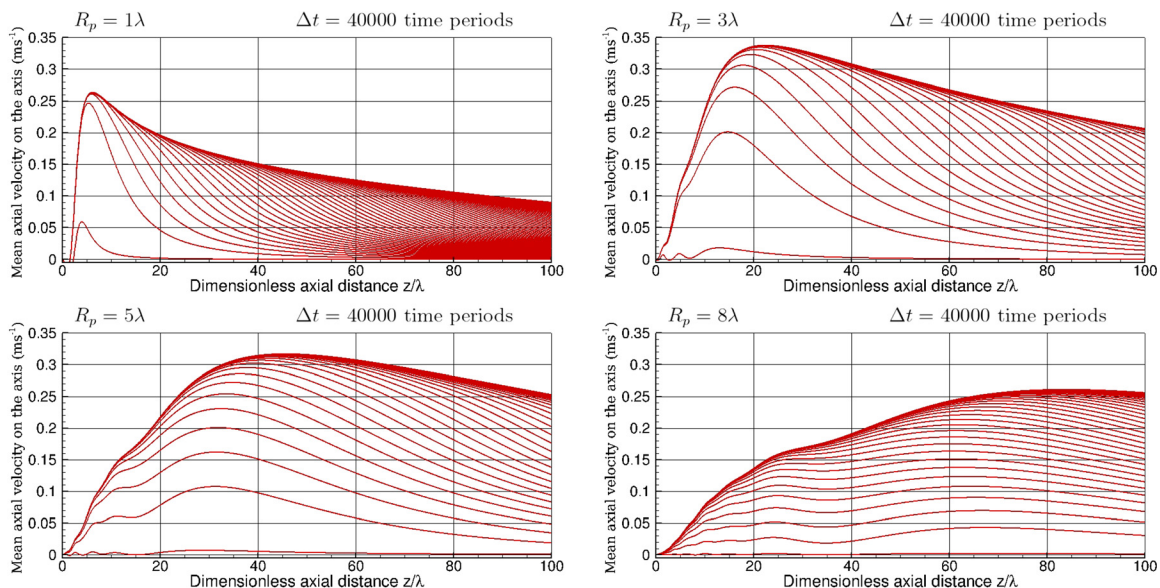 R_p = 1λ Δt = 40000 time periods
Mean axial velocity on the axis (ms⁻¹)
0.35
0.3
0.25
0.2
0.15
0.1
0.05
0
0 20 40 60 80 100
Dimensionless axial distance z/λ
R_p = 3λ Δt = 40000 time periods
Mean axial velocity on the axis (ms⁻¹)
0.35
0.3
0.25
0.2
0.15
0.1
0.05
0
0 20 40 60 80 100
Dimensionless axial distance z/λ
R_p = 5λ Δt = 40000 time periods
Mean axial velocity on the axis (ms⁻¹)
0.35
0.3
0.25
0.2
0.15
0.1
0.05
0
0 20 40 60 80 100
Dimensionless axial distance z/λ
R_p = 8λ Δt = 40000 time periods
Mean axial velocity on the axis (ms⁻¹)
0.35
0.3
0.25
0.2
0.15
0.1
0.05
0
0 20 40 60 80 100
Dimensionless axial distance z/λ